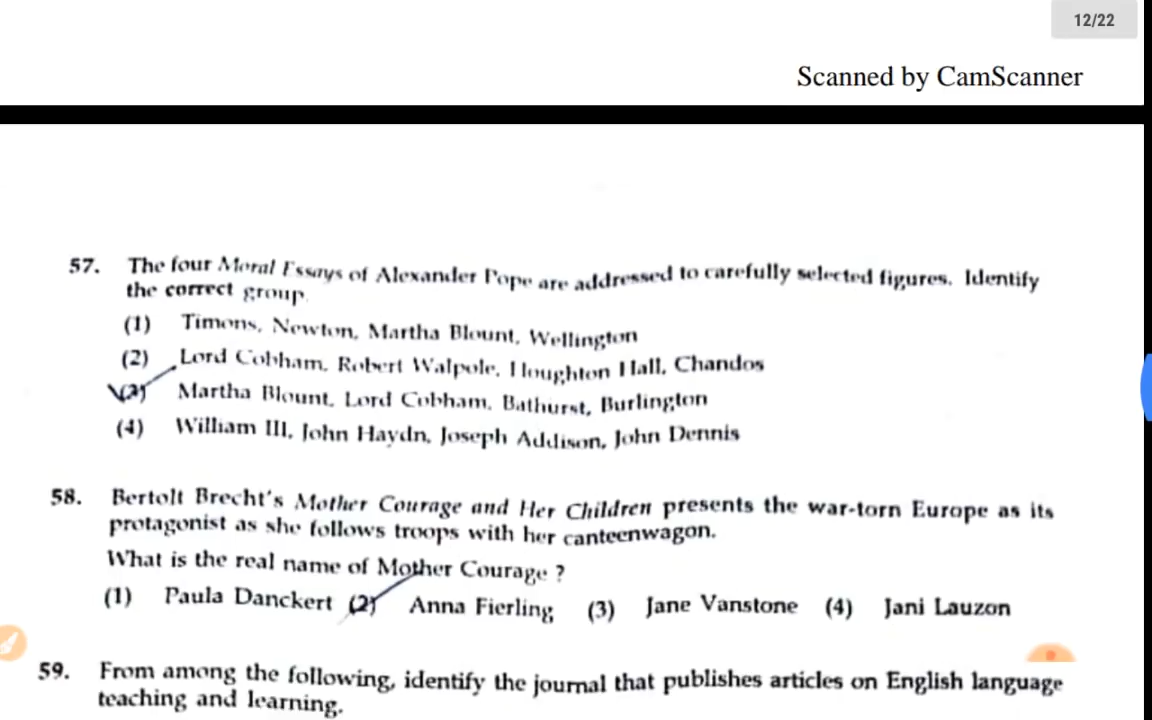 12/22
Scanned by CamScanner
57. The four Moral Essays of Alexander Pope are addressed to carefully selected figures. Identify
the correct group.
(1) Timons, Newton, Martha Blount, Wellington
(2) Lord Cobham, Robert Walpole, Houghton Hall, Chandos
(3) Martha Blount, Lord Cobham, Bathurst, Burlington
(4) William III, John Haydn, Joseph Addison, John Dennis
58. Bertolt Brecht's Mother Courage and Her Children presents the war-torn Europe as its
protagonist as she follows troops with her canteenwagon.
What is the real name of Mother Courage ?
(1) Paula Danckert (2) Anna Fierling (3) Jane Vanstone (4) Jani Lauzon
59. From among the following, identify the journal that publishes articles on English language
teaching and learning.